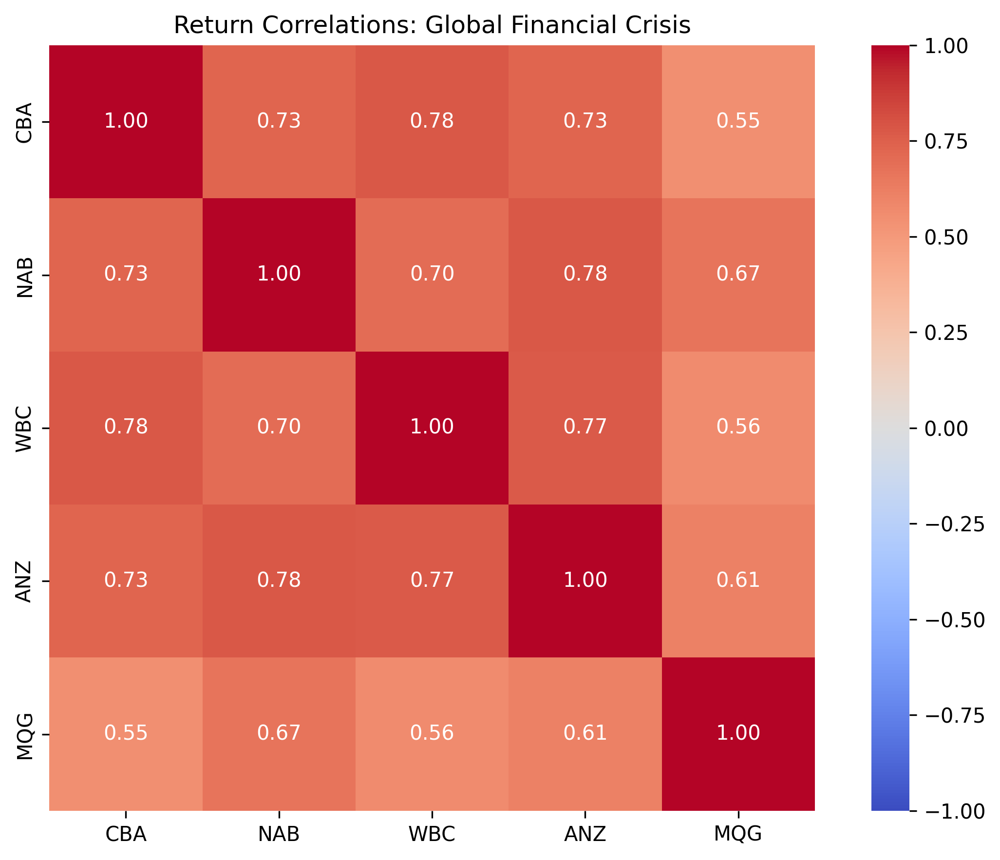 Return Correlations: Global Financial Crisis
CBA 1.00 0.73 0.78 0.73 0.55
NAB 0.73 1.00 0.70 0.78 0.67
WBC 0.78 0.70 1.00 0.77 0.56
ANZ 0.73 0.78 0.77 1.00 0.61
MQG 0.55 0.67 0.56 0.61 1.00
CBA NAB WBC ANZ MQG
1.00
0.75
0.50
0.25
0.00
−0.25
−0.50
−0.75
−1.00